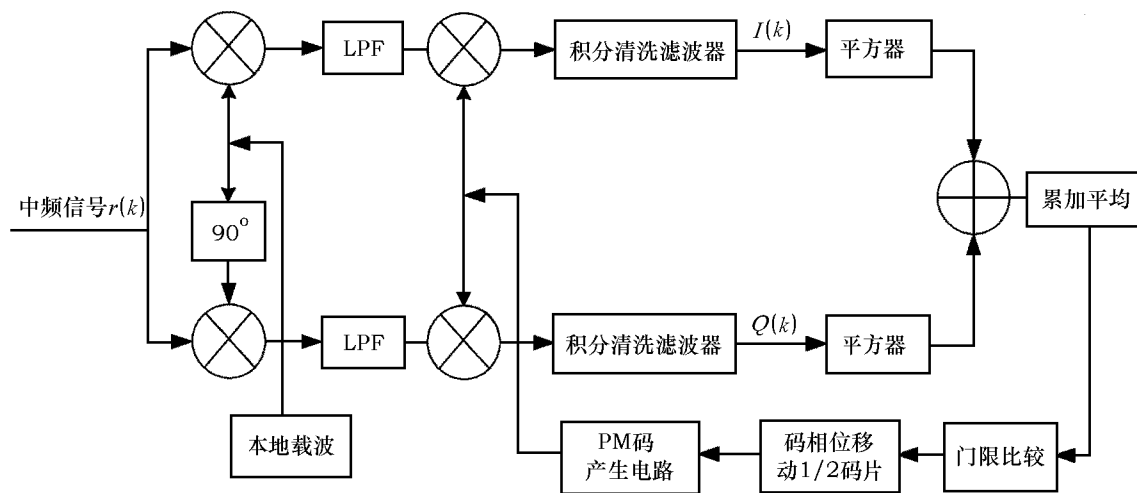 LPF
积分清洗滤波器
I(k)
平方器
中频信号r(k)
90°
累加平均
LPF
积分清洗滤波器
Q(k)
平方器
本地载波
PM码
产生电路
码相位移
动1/2码片
门限比较